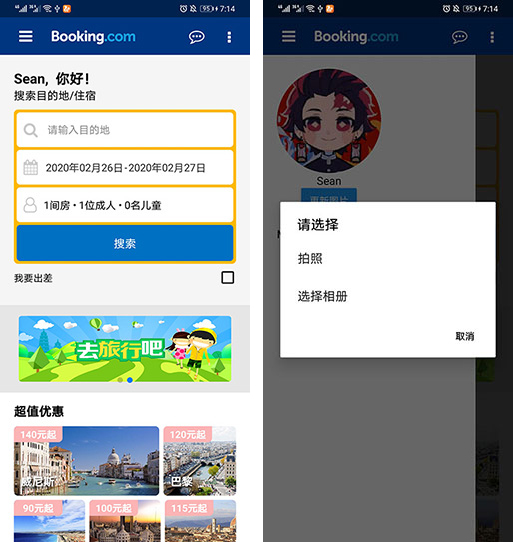 95 7:14
Booking.com
Sean, 你好!
搜索目的地/住宿
请输入目的地
2020年02月26日-2020年02月27日
1间房 • 1位成人 • 0名儿童
搜索
我要出差
去旅行吧
超值优惠
140元起
威尼斯
120元起
巴黎
90元起
100元起
115元起
95 7:14
Booking.com
Sean
更新图片
请选择
拍照
选择相册
取消